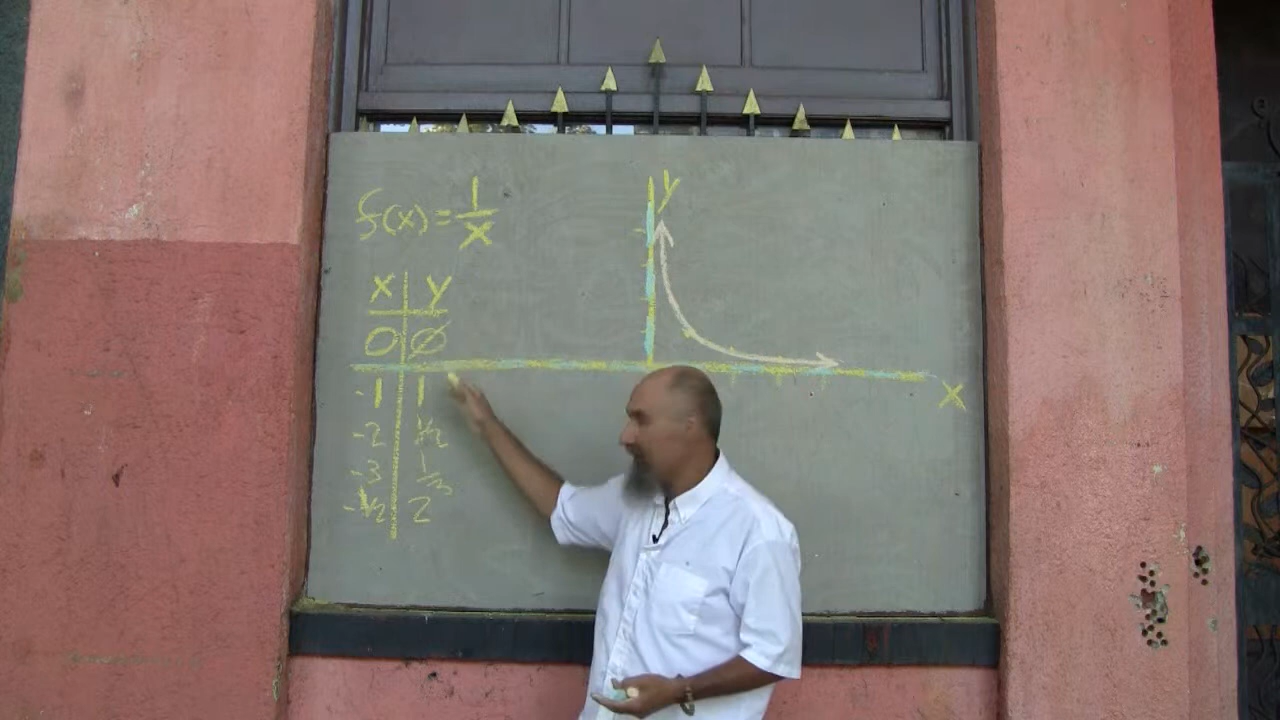 f(x) = 1/x
y
x y
0 Ø
-1 1
-2 1/2
-3 1/3
-1/2 2
x